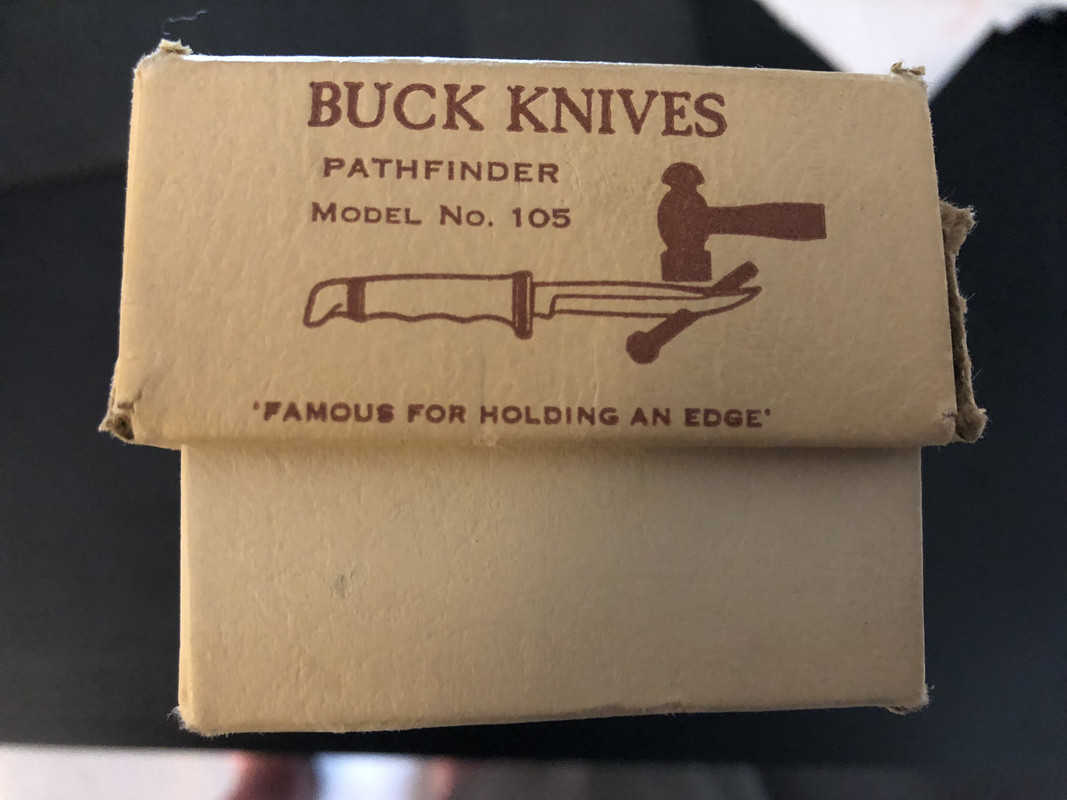 BUCK KNIVES
PATHFINDER
MODEL NO. 105
'FAMOUS FOR HOLDING AN EDGE'